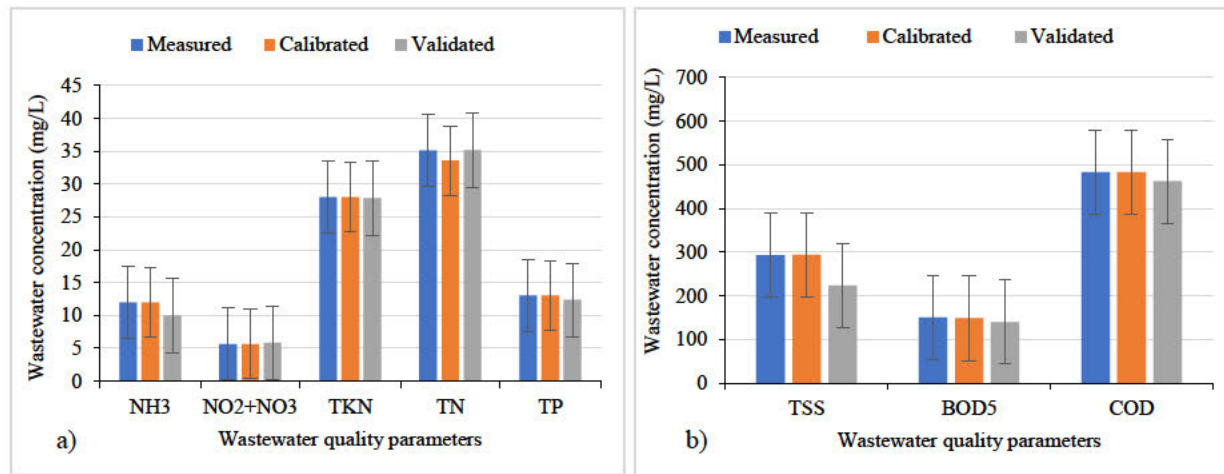 Measured Calibrated Validated
Wastewater concentration (mg/L)
45
40
35
30
25
20
15
10
5
0
NH3 NO2+NO3 TKN TN TP
a) Wastewater quality parameters
Measured Calibrated Validated
Wastewater concentration (mg/L)
700
600
500
400
300
200
100
0
TSS BOD5 COD
b) Wastewater quality parameters